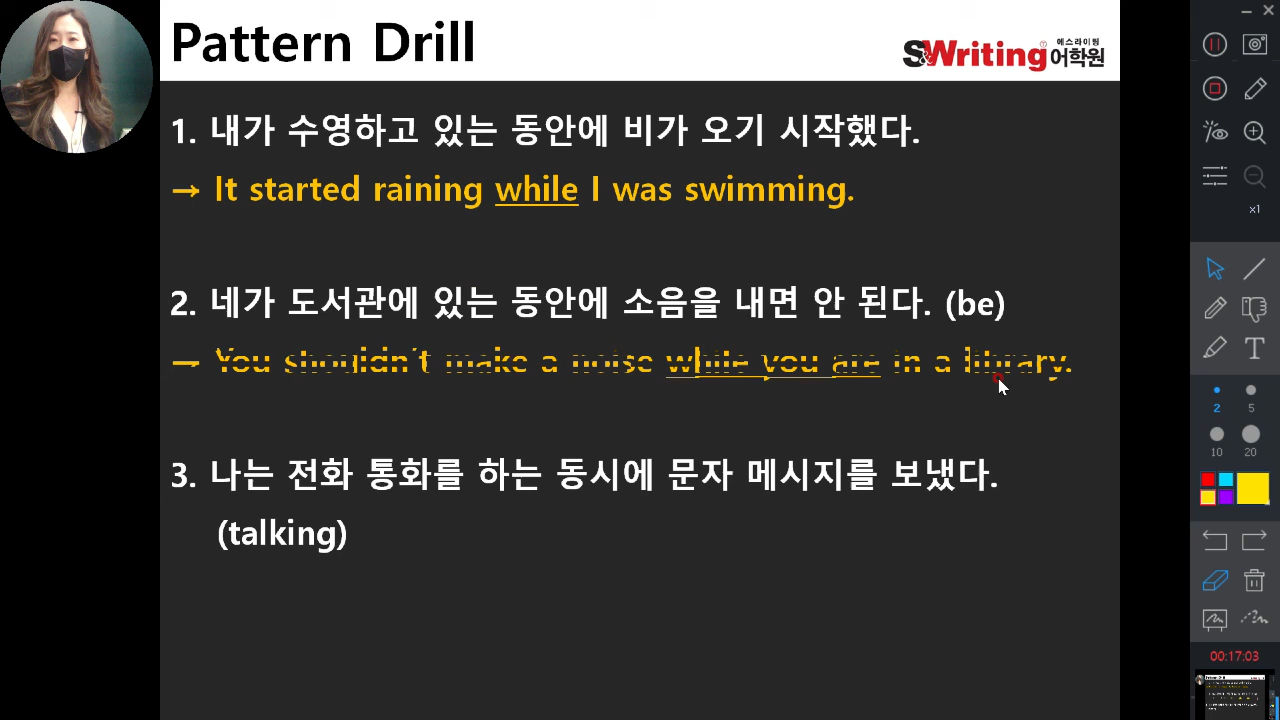 Pattern Drill
S&Writing 에스라이팅 어학원
1. 내가 수영하고 있는 동안에 비가 오기 시작했다.
→ It started raining while I was swimming.
2. 네가 도서관에 있는 동안에 소음을 내면 안 된다. (be)
→ You shouldn't make a noise while you are in a library.
3. 나는 전화 통화를 하는 동시에 문자 메시지를 보냈다.
(talking)
x1
T
2 5
10 20
00:17:03